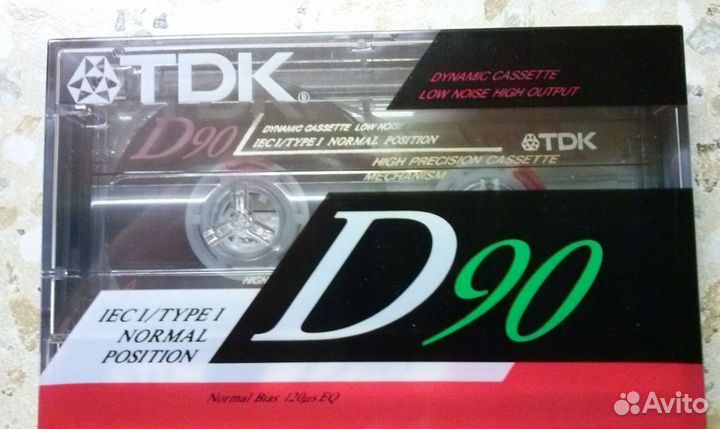 TDK
DYNAMIC CASSETTE
LOW NOISE HIGH OUTPUT
D90
DYNAMIC CASSETTE LOW NOISE
IEC I/TYPE I NORMAL POSITION
TDK
HIGH PRECISION CASSETTE
MECHANISM
HIGH
D90
IEC I/TYPE I
NORMAL
POSITION
Normal Bias 120µs EQ
Avito